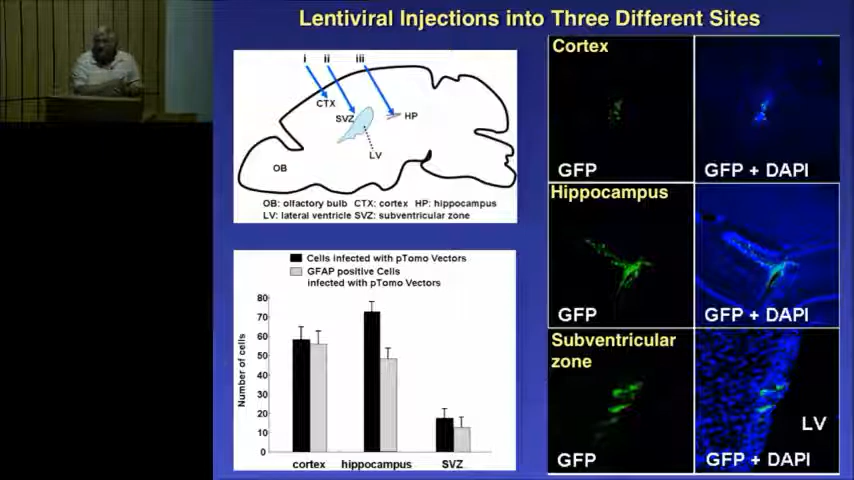 Lentiviral Injections into Three Different Sites
i ii iii
CTX
SVZ
HP
LV
OB
OB: olfactory bulb CTX: cortex HP: hippocampus
LV: lateral ventricle SVZ: subventricular zone
Cells infected with pTomo Vectors
GFAP positive Cells
infected with pTomo Vectors
Number of cells
80
70
60
50
40
30
20
10
0
cortex hippocampus SVZ
Cortex
GFP
GFP + DAPI
Hippocampus
GFP
GFP + DAPI
Subventricular
zone
LV
GFP
GFP + DAPI